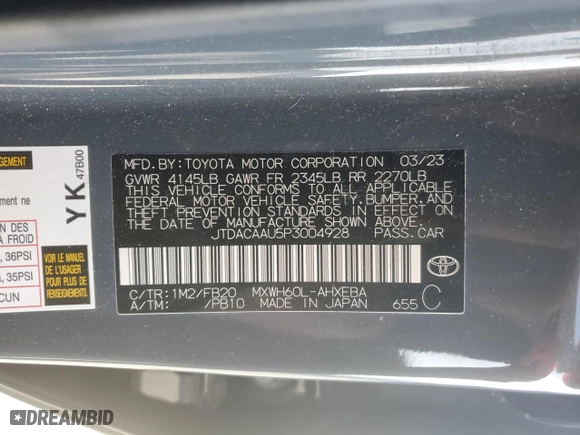 GEMENT
ment ne
ON DES
A FROID
, 36PSI
a, 35PSI
CUN
VOIR LE MANUEL
DE L'USAGER
POUR PLUS DE
RENSEIGNEMENTS
YK
47B00
MFD.BY:TOYOTA MOTOR CORPORATION 03/23
GVWR 4145LB GAWR FR 2345LB RR 2270LB
THIS VEHICLE CONFORMS TO ALL APPLICABLE
FEDERAL MOTOR VEHICLE SAFETY,BUMPER,AND
THEFT PREVENTION STANDARDS IN EFFECT ON
THE DATE OF MANUFACTURE SHOWN ABOVE.
JTDACAAU5P3004928 PASS.CAR
C/TR:1M2/FB20 MXWH60L-AHXEBA
A/TM: /PB10 MADE IN JAPAN 655 C
TOYOTA
DREAMBID